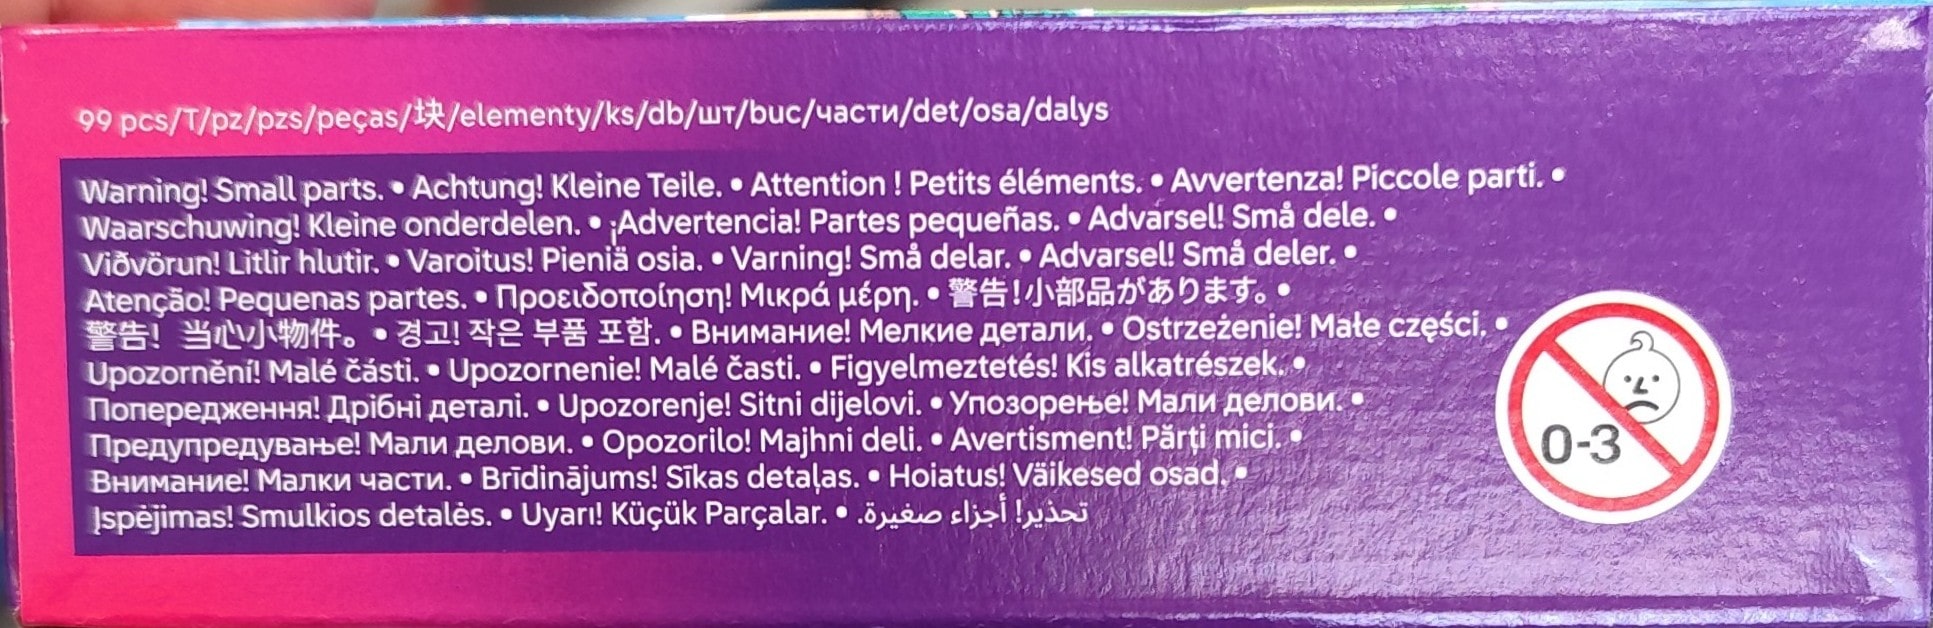 99 pcs/T/pz/pzs/peças/块/elementy/ks/db/шт/buc/части/det/osa/dalys
Warning! Small parts. • Achtung! Kleine Teile. • Attention ! Petits éléments. • Avvertenza! Piccole parti. •
Waarschuwing! Kleine onderdelen. • ¡Advertencia! Partes pequeñas. • Advarsel! Små dele. •
Viðvörun! Litlir hlutir. • Varoitus! Pieniä osia. • Varning! Små delar. • Advarsel! Små deler. •
Atenção! Pequenas partes. • Προειδοποίηση! Μικρά μέρη. • 警告!小部品があります。 •
警告! 当心小物件。 • 경고! 작은 부품 포함. • Внимание! Мелкие детали. • Ostrzeżenie! Małe części. •
Upozornění! Malé části. • Upozornenie! Malé časti. • Figyelmeztetés! Kis alkatrészek. •
Попередження! Дрібні деталі. • Upozorenje! Sitni dijelovi. • Упозорење! Мали делови. •
Предупредување! Мали делови. • Opozorilo! Majhni deli. • Avertisment! Părți mici. •
Внимание! Малки части. • Brīdinājums! Sīkas detaļas. • Hoiatus! Väikesed osad. •
Įspėjimas! Smulkios detalės. • Uyarı! Küçük Parçalar. • تحذير! أجزاء صغيرة.
0-3